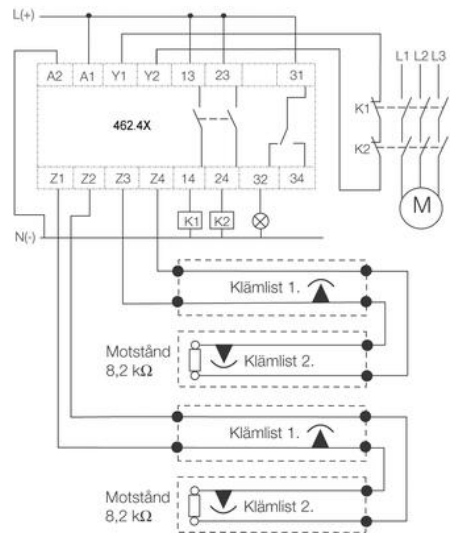 L(+)
A2 A1 Y1 Y2 13 23 31
L1 L2 L3
462.4X
K1
K2
Z1 Z2 Z3 Z4 14 24 32 34
K1 K2
M
N(-)
Klämlist 1.
Motstånd
8,2 kΩ
Klämlist 2.
Klämlist 1.
Motstånd
8,2 kΩ
Klämlist 2.